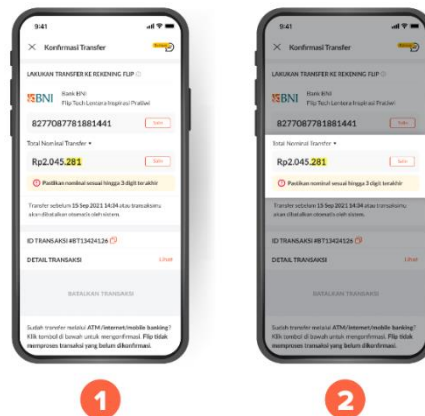 9:41
Konfirmasi Transfer
LAKUKAN TRANSFER KE REKENING FLIP
BNI
Bank BNI
Flip Tech Lentera Inspirasi Pratiwi
8277087781881441
Salin
Total Nominal Transfer
Rp2.045.281
Salin
Pastikan nominal sesuai hingga 3 digit terakhir
Transfer sebelum 15 Sep 2021 14:34 atau transaksimu
akan dibatalkan otomatis oleh sistem.
ID TRANSAKSI #BT13424126
DETAIL TRANSAKSI
Lihat
BATALKAN TRANSAKSI
Sudah transfer melalui ATM/internet/mobile banking?
Klik tombol di bawah untuk mengonfirmasi. Flip tidak
memproses transaksi yang belum dikonfirmasi.
1
9:41
Konfirmasi Transfer
LAKUKAN TRANSFER KE REKENING FLIP
BNI
Bank BNI
Flip Tech Lentera Inspirasi Pratiwi
8277087781881441
Salin
Total Nominal Transfer
Rp2.045.281
Salin
Pastikan nominal sesuai hingga 3 digit terakhir
Transfer sebelum 15 Sep 2021 14:34 atau transaksimu
akan dibatalkan otomatis oleh sistem.
ID TRANSAKSI #BT13424126
DETAIL TRANSAKSI
Lihat
BATALKAN TRANSAKSI
Sudah transfer melalui ATM/internet/mobile banking?
Klik tombol di bawah untuk mengonfirmasi. Flip tidak
memproses transaksi yang belum dikonfirmasi.
2